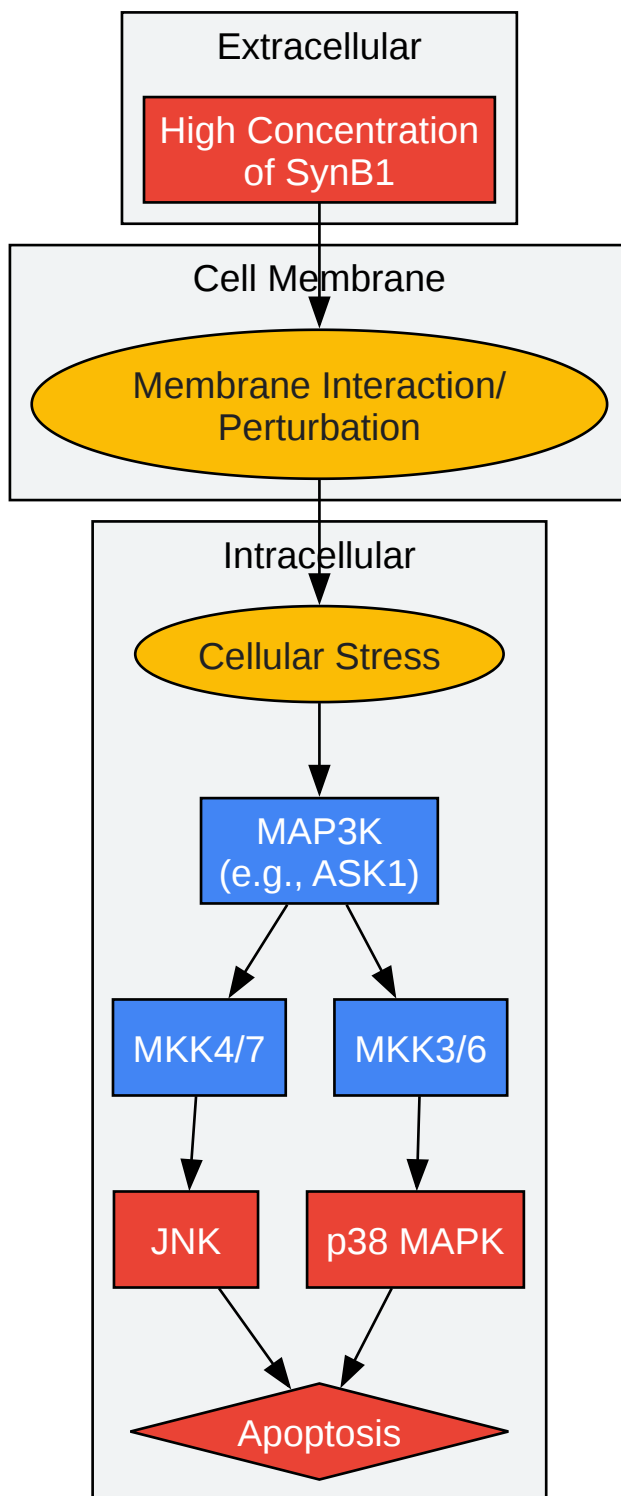 Extracellular
High Concentration
of SynB1
Cell Membrane
Membrane Interaction/
Perturbation
Intracellular
Cellular Stress
MAP3K
(e.g., ASK1)
MKK4/7
MKK3/6
JNK
p38 MAPK
Apoptosis